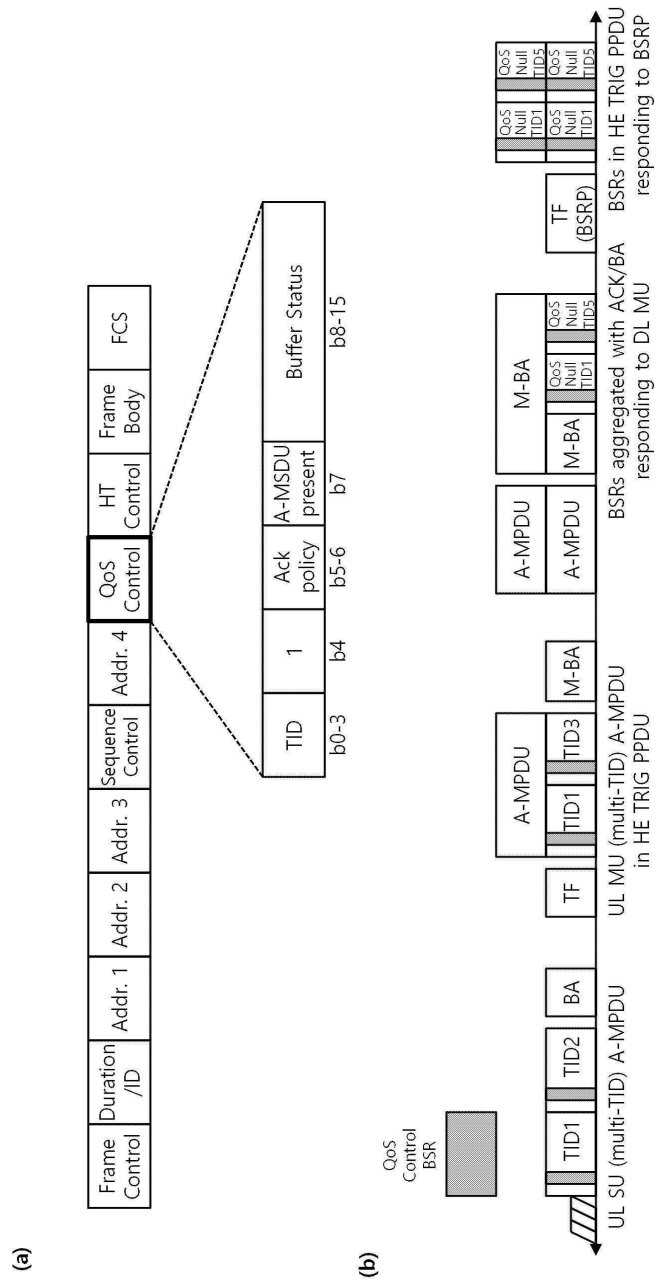 (a)
Frame
Control
Duration
/ID
Addr. 1
Addr. 2
Addr. 3
Sequence
Control
Addr. 4
QoS
Control
HT
Control
Frame
Body
FCS
TID
1
Ack
policy
A-MSDU
present
Buffer Status
b0-3
b4
b5-6
b7
b8-15
(b)
QoS
Control
BSR
TID1
TID2
BA
UL SU (multi-TID) A-MPDU
TF
A-MPDU
TID1
TID3
M-BA
UL MU (multi-TID) A-MPDU
in HE TRIG PPDU
A-MPDU
A-MPDU
M-BA
M-BA
QoS
Null
TID1
QoS
Null
TID5
BSRs aggregated with ACK/BA
responding to DL MU
TF
(BSRP)
QoS
Null
TID1
QoS
Null
TID5
QoS
Null
TID1
QoS
Null
TID5
BSRs in HE TRIG PPDU
responding to BSRP